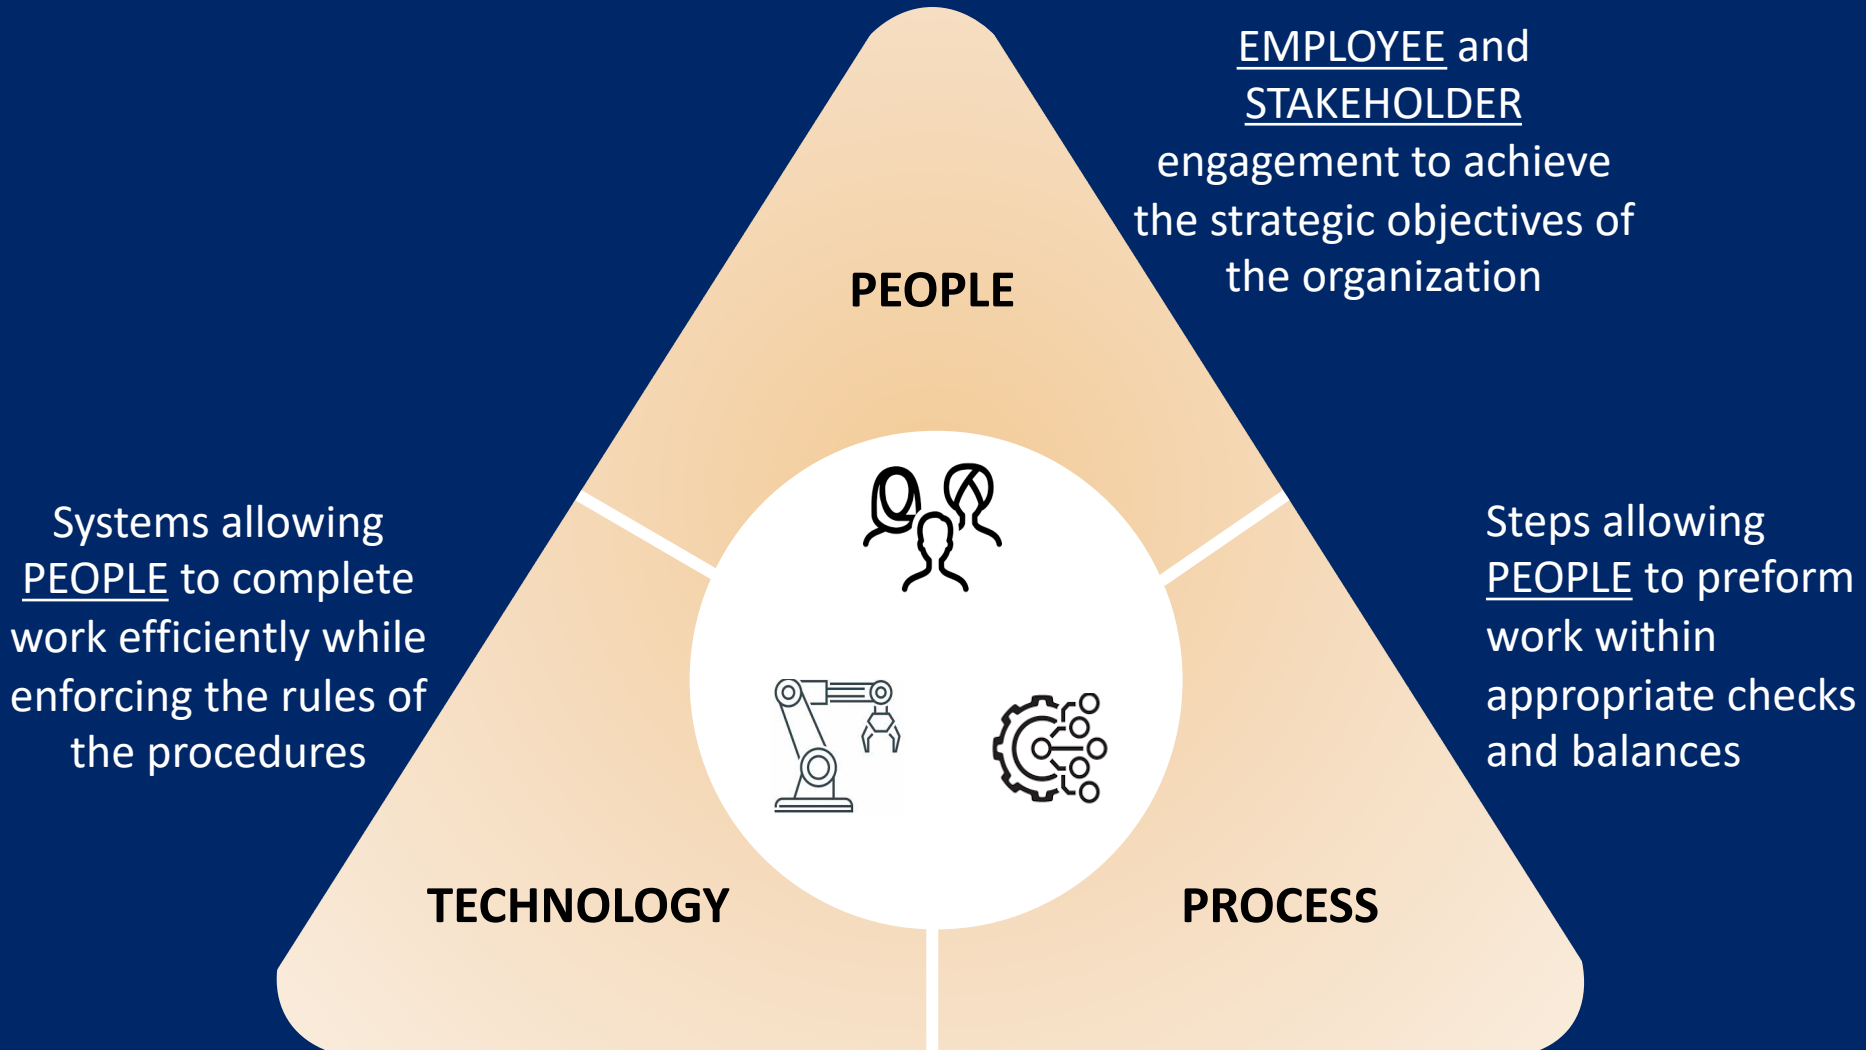 EMPLOYEE and
STAKEHOLDER
engagement to achieve
the strategic objectives of
the organization
PEOPLE
Systems allowing
PEOPLE to complete
work efficiently while
enforcing the rules of
the procedures
Steps allowing
PEOPLE to preform
work within
appropriate checks
and balances
TECHNOLOGY
PROCESS